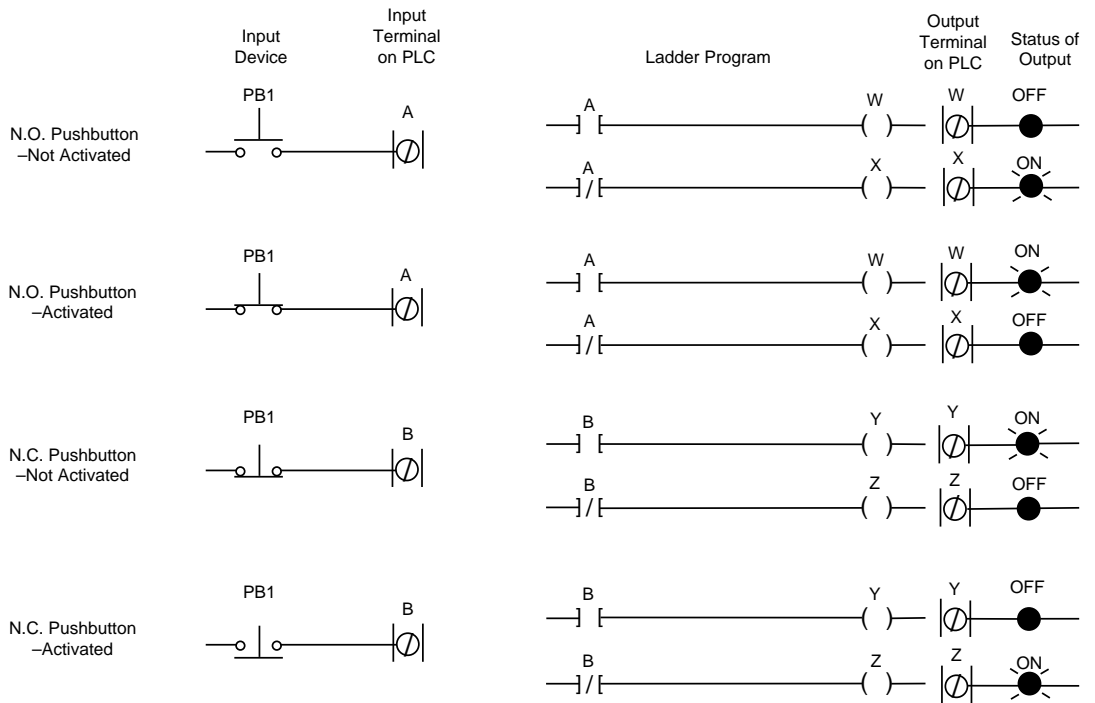 Input
Device
Input
Terminal
on PLC
Ladder Program
Output
Terminal
on PLC
Status of
Output
N.O. Pushbutton
–Not Activated
PB1
A
A
W
W
OFF
] [
( )
A
X
X
ON
]/[
( )
N.O. Pushbutton
–Activated
PB1
A
A
W
W
ON
] [
( )
A
X
X
OFF
]/[
( )
N.C. Pushbutton
–Not Activated
PB1
B
B
Y
Y
ON
] [
( )
B
Z
Z
OFF
]/[
( )
N.C. Pushbutton
–Activated
PB1
B
B
Y
Y
OFF
] [
( )
B
Z
Z
ON
]/[
( )